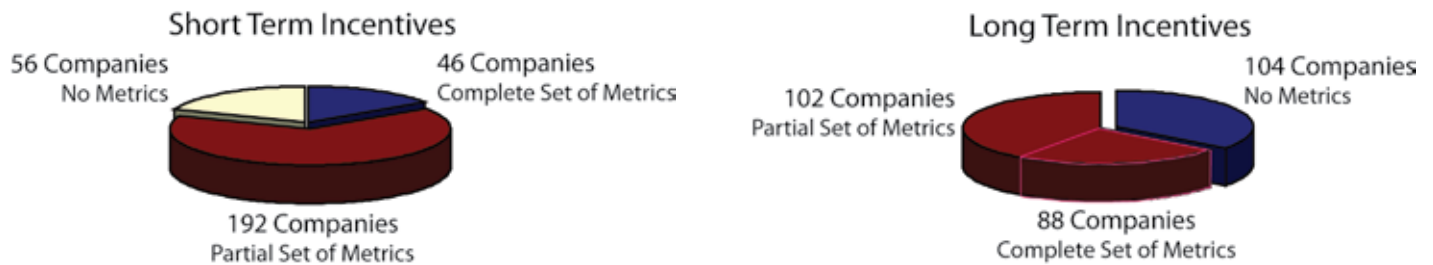 Short Term Incentives
56 Companies
No Metrics
46 Companies
Complete Set of Metrics
192 Companies
Partial Set of Metrics
Long Term Incentives
104 Companies
No Metrics
102 Companies
Partial Set of Metrics
88 Companies
Complete Set of Metrics